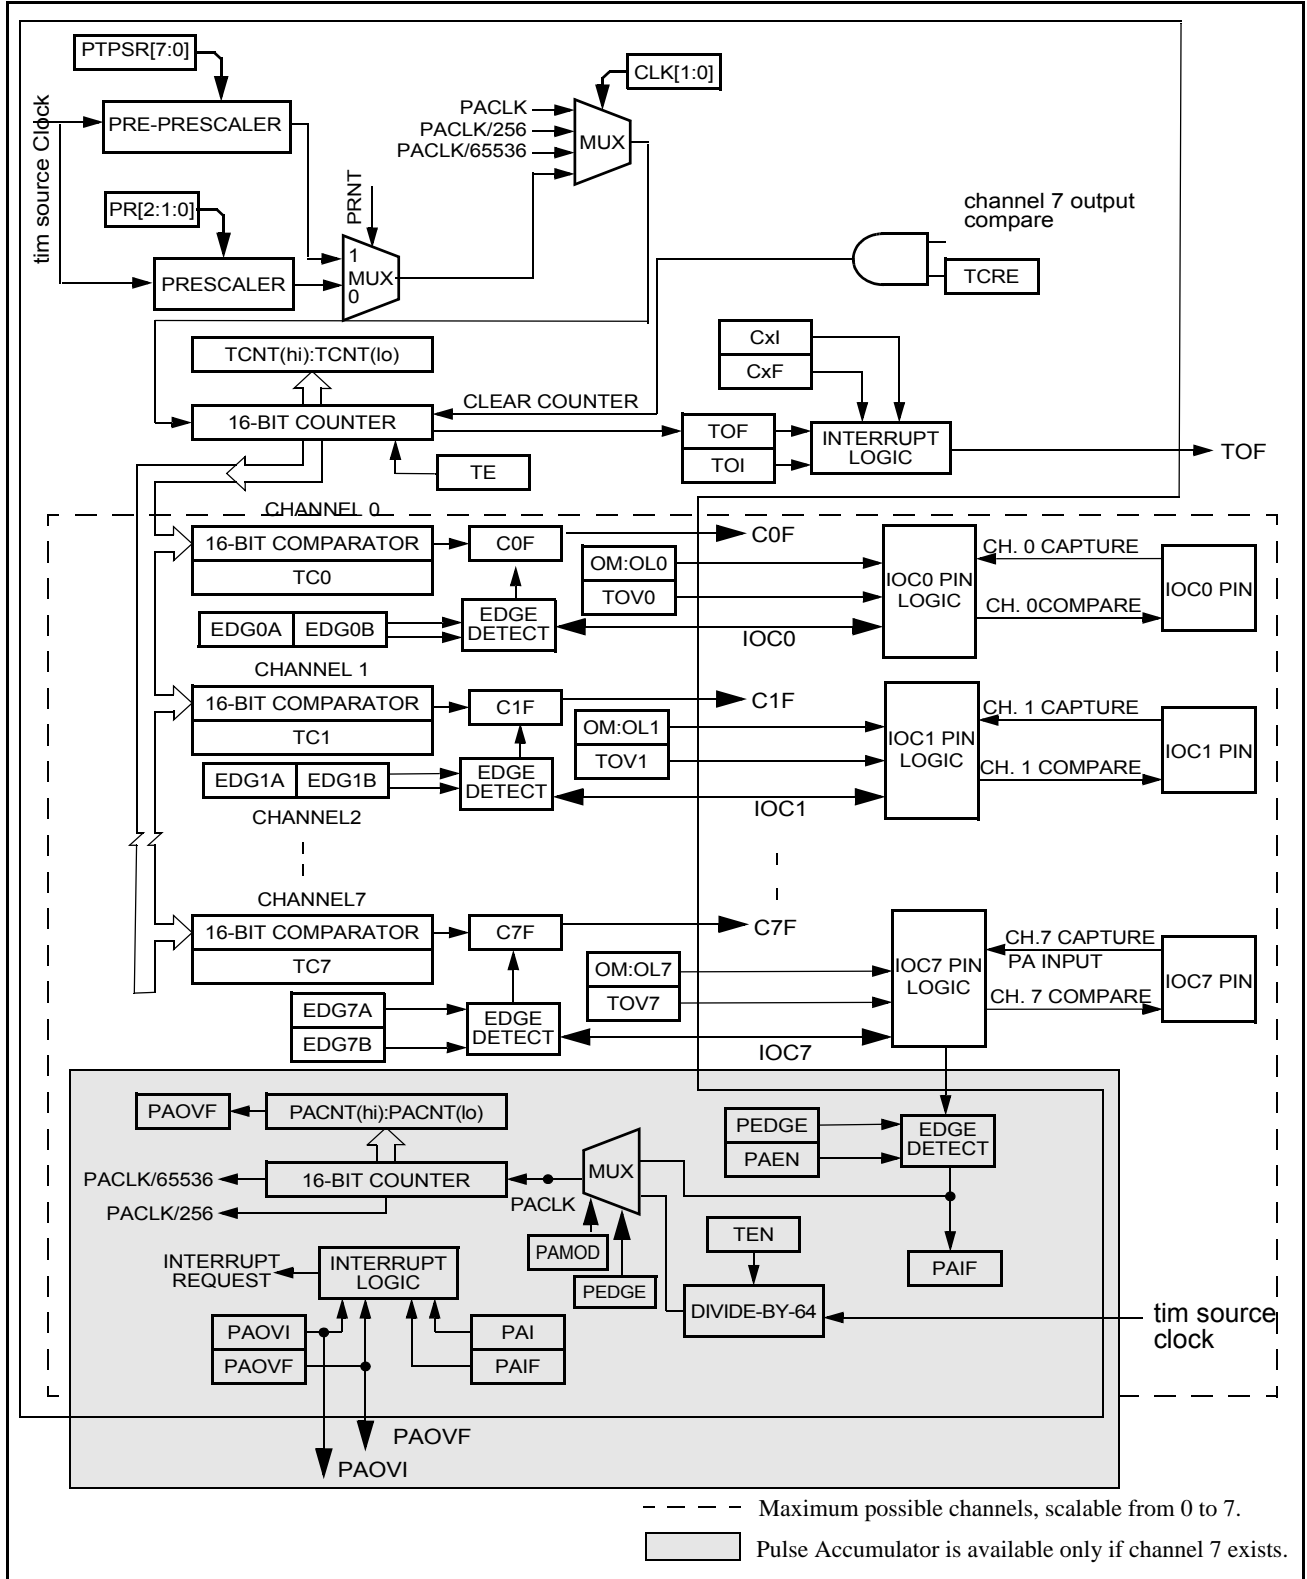 PTPSR[7:0]
CLK[1:0]
tim source Clock
PRE-PRESCALER
PACLK
PACLK/256
PACLK/65536
MUX
PR[2:1:0]
PRNT
channel 7 output
compare
1
MUX
0
PRESCALER
TCRE
CxI
CxF
TCNT(hi):TCNT(lo)
CLEAR COUNTER
16-BIT COUNTER
TOF
TOI
INTERRUPT
LOGIC
TOF
TE
CHANNEL 0
16-BIT COMPARATOR
TC0
C0F
C0F
OM:OL0
TOV0
IOC0 PIN
LOGIC
CH. 0 CAPTURE
CH. 0COMPARE
IOC0 PIN
EDG0A
EDG0B
EDGE
DETECT
IOC0
CHANNEL 1
16-BIT COMPARATOR
TC1
C1F
C1F
OM:OL1
TOV1
IOC1 PIN
LOGIC
CH. 1 CAPTURE
CH. 1 COMPARE
IOC1 PIN
EDG1A
EDG1B
EDGE
DETECT
IOC1
CHANNEL2
CHANNEL7
16-BIT COMPARATOR
TC7
C7F
C7F
OM:OL7
TOV7
IOC7 PIN
LOGIC
CH.7 CAPTURE
PA INPUT
CH. 7 COMPARE
IOC7 PIN
EDG7A
EDG7B
EDGE
DETECT
IOC7
PAOVF
PACNT(hi):PACNT(lo)
PEDGE
PAEN
EDGE
DETECT
MUX
PACLK/65536
16-BIT COUNTER
PACLK
PACLK/256
PAMOD
PEDGE
TEN
PAIF
INTERRUPT
REQUEST
INTERRUPT
LOGIC
DIVIDE-BY-64
tim source
clock
PAOVI
PAOVF
PAI
PAIF
PAOVF
PAOVI
Maximum possible channels, scalable from 0 to 7.
Pulse Accumulator is available only if channel 7 exists.